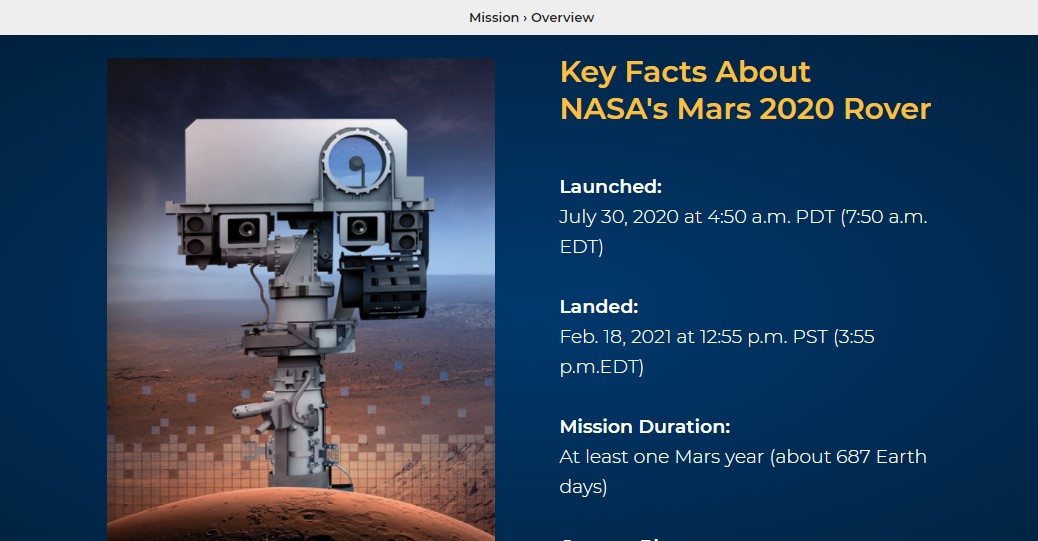 Mission › Overview
Key Facts About
NASA's Mars 2020 Rover
Launched:
July 30, 2020 at 4:50 a.m. PDT (7:50 a.m.
EDT)
Landed:
Feb. 18, 2021 at 12:55 p.m. PST (3:55
p.m.EDT)
Mission Duration:
At least one Mars year (about 687 Earth
days)